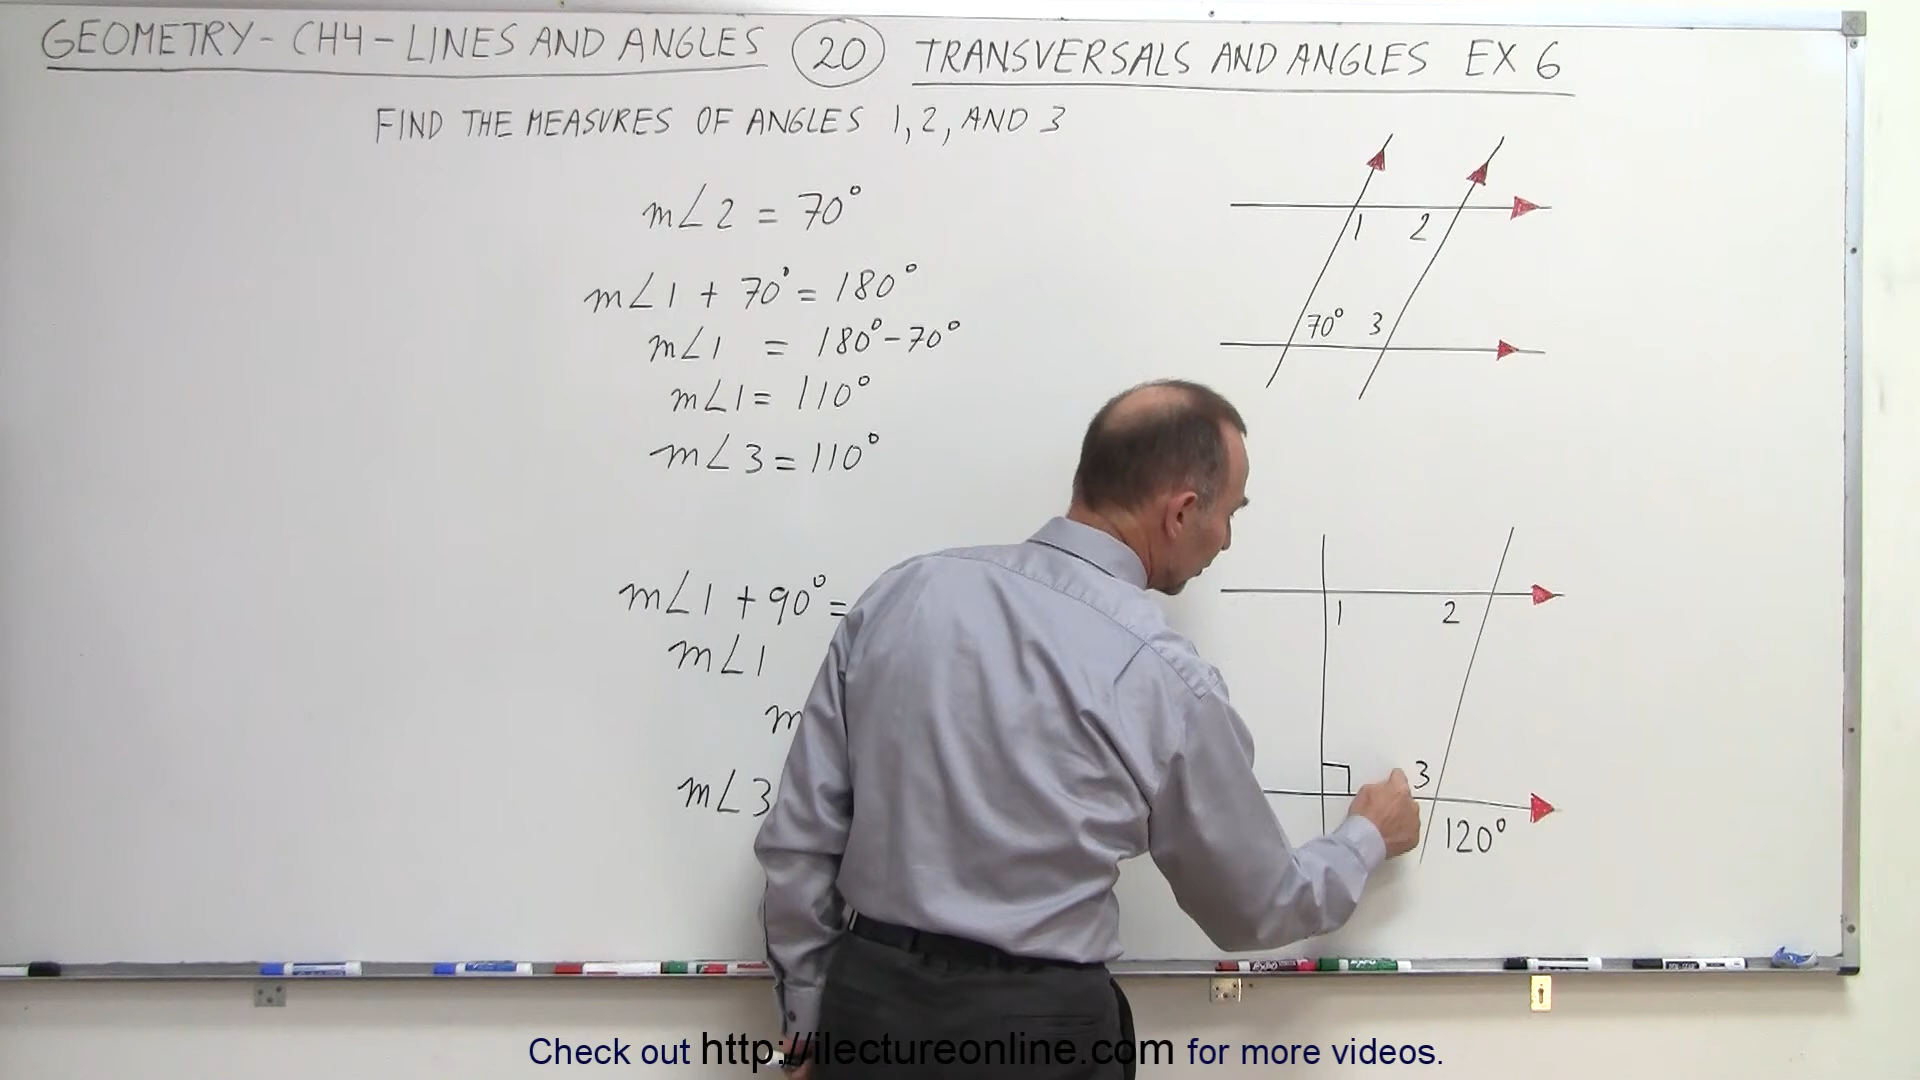 GEOMETRY - CH4 - LINES AND ANGLES 20 TRANSVERSALS AND ANGLES EX 6
FIND THE MEASURES OF ANGLES 1, 2, AND 3
m∠2 = 70°
m∠1 + 70° = 180°
m∠1 = 180° - 70°
m∠1 = 110°
m∠3 = 110°
1 2
70° 3
m∠1 + 90° =
m∠1
m
m∠3
1 2
3
120°
Check out http://ilectureonline.com for more videos.